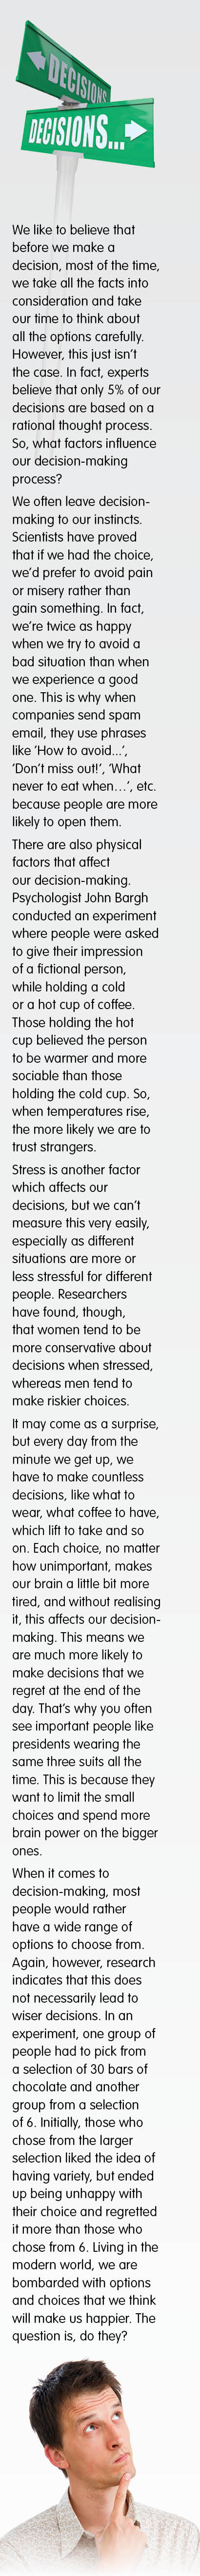 DECISIONS
DECISIONS...
We like to believe that
before we make a
decision, most of the time,
we take all the facts into
consideration and take
our time to think about
all the options carefully.
However, this just isn’t
the case. In fact, experts
believe that only 5% of our
decisions are based on a
rational thought process.
So, what factors influence
our decision-making
process?
We often leave decision-
making to our instincts.
Scientists have proved
that if we had the choice,
we’d prefer to avoid pain
or misery rather than
gain something. In fact,
we’re twice as happy
when we try to avoid a
bad situation than when
we experience a good
one. This is why when
companies send spam
email, they use phrases
like ‘How to avoid...’,
‘Don’t miss out!’, ‘What
never to eat when…’, etc.
because people are more
likely to open them.
There are also physical
factors that affect
our decision-making.
Psychologist John Bargh
conducted an experiment
where people were asked
to give their impression
of a fictional person,
while holding a cold
or a hot cup of coffee.
Those holding the hot
cup believed the person
to be warmer and more
sociable than those
holding the cold cup. So,
when temperatures rise,
the more likely we are to
trust strangers.
Stress is another factor
which affects our
decisions, but we can’t
measure this very easily,
especially as different
situations are more or
less stressful for different
people. Researchers
have found, though,
that women tend to be
more conservative about
decisions when stressed,
whereas men tend to
make riskier choices.
It may come as a surprise,
but every day from the
minute we get up, we
have to make countless
decisions, like what to
wear, what coffee to have,
which lift to take and so
on. Each choice, no matter
how unimportant, makes
our brain a little bit more
tired, and without realising
it, this affects our decision-
making. This means we
are much more likely to
make decisions that we
regret at the end of the
day. That’s why you often
see important people like
presidents wearing the
same three suits all the
time. This is because they
want to limit the small
choices and spend more
brain power on the bigger
ones.
When it comes to
decision-making, most
people would rather
have a wide range of
options to choose from.
Again, however, research
indicates that this does
not necessarily lead to
wiser decisions. In an
experiment, one group of
people had to pick from
a selection of 30 bars of
chocolate and another
group from a selection
of 6. Initially, those who
chose from the larger
selection liked the idea of
having variety, but ended
up being unhappy with
their choice and regretted
it more than those who
chose from 6. Living in the
modern world, we are
bombarded with options
and choices that we think
will make us happier. The
question is, do they?